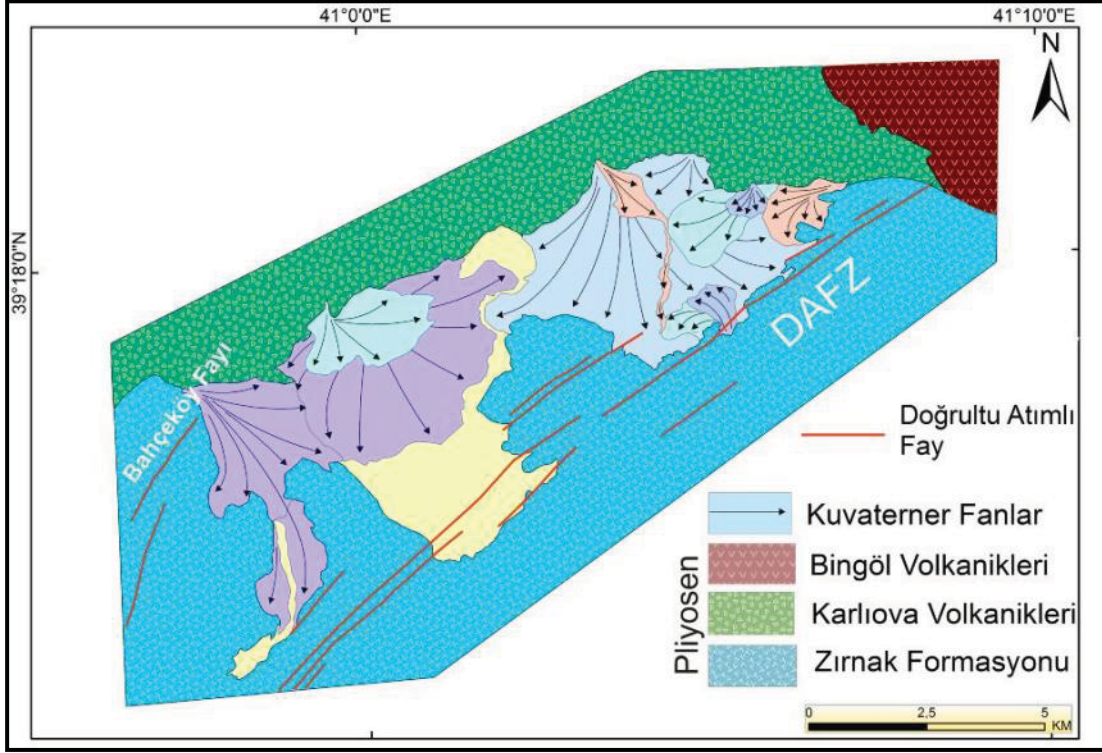 41°0'0"E
41°10'0"E
N
39°18'0"N
DAFZ
Bahçeköy Fayı
Doğrultu Atımlı
Fay
Kuvaterner Fanlar
Bingöl Volkanikleri
Karlıova Volkanikleri
Zırnak Formasyonu
Pliyosen
0
2,5
5
KM